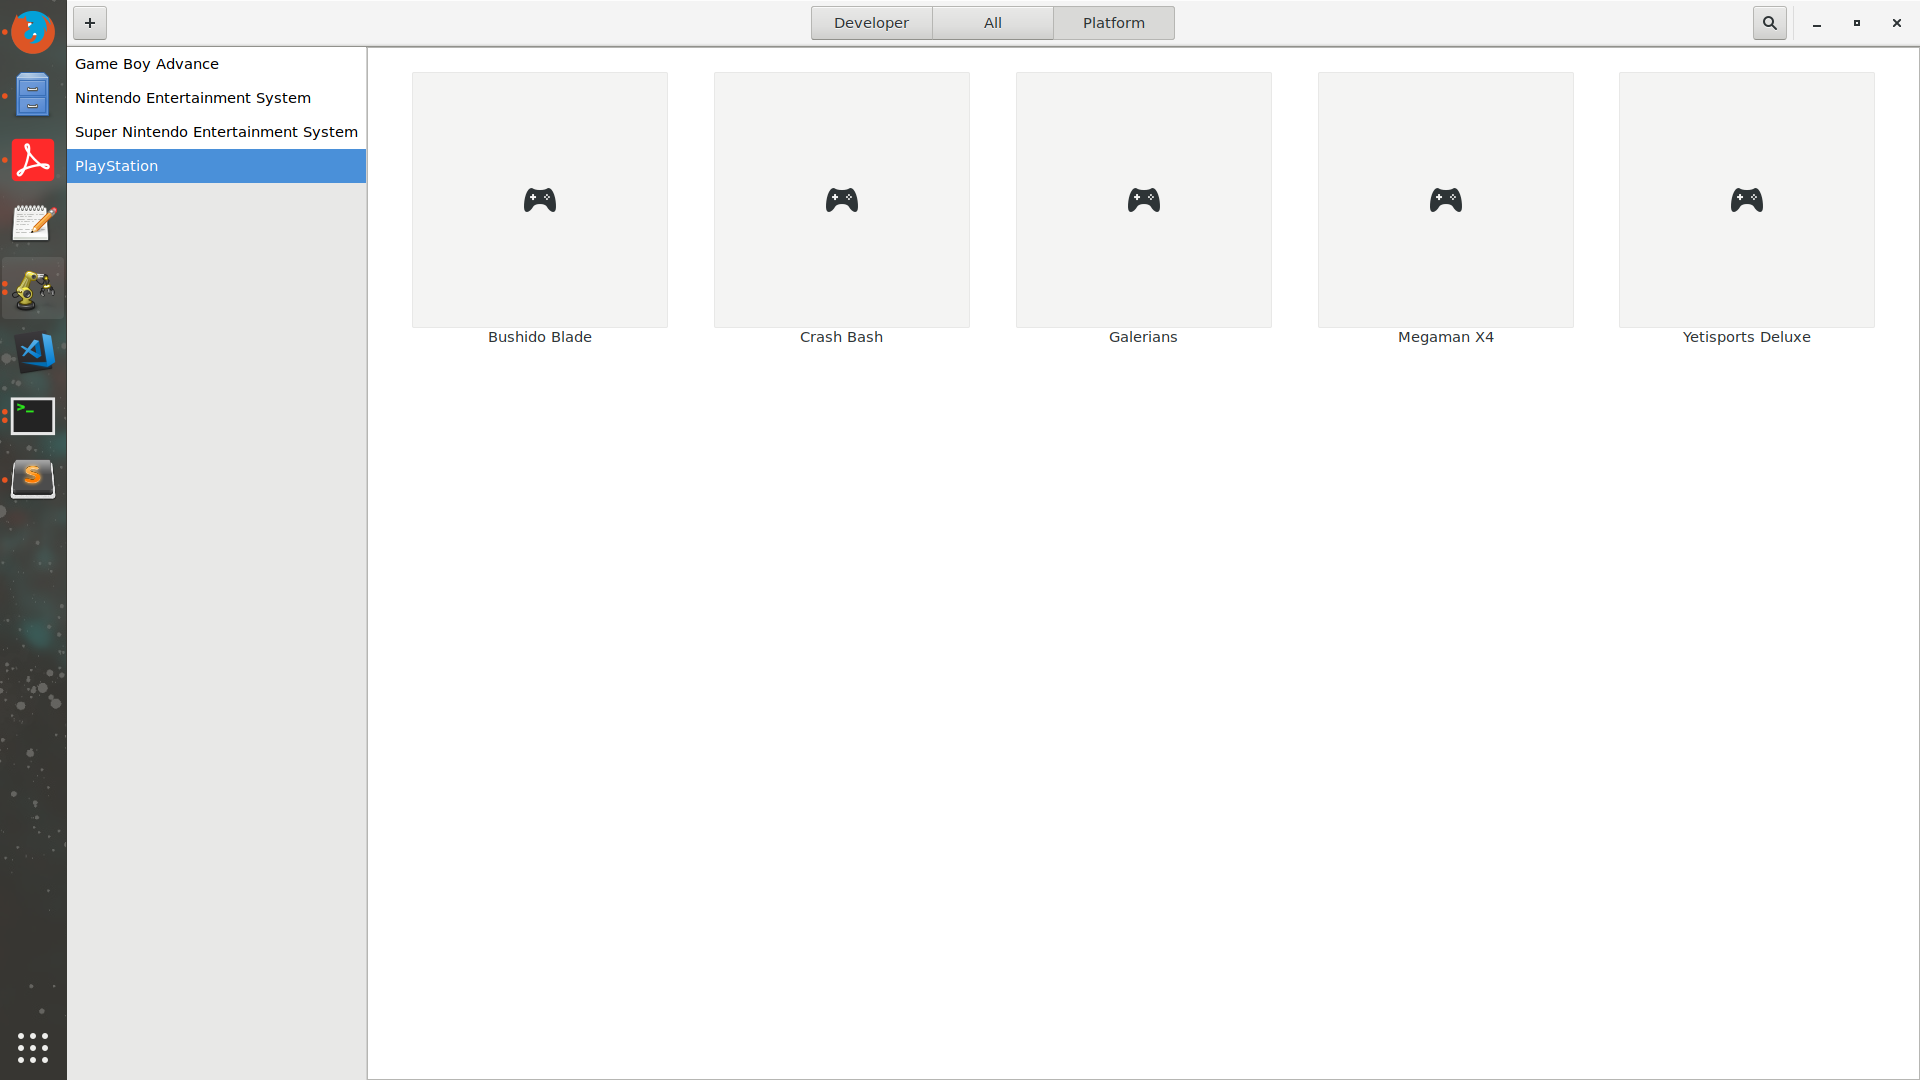 Developer All Platform
Game Boy Advance
Nintendo Entertainment System
Super Nintendo Entertainment System
PlayStation
Bushido Blade
Crash Bash
Galerians
Megaman X4
Yetisports Deluxe